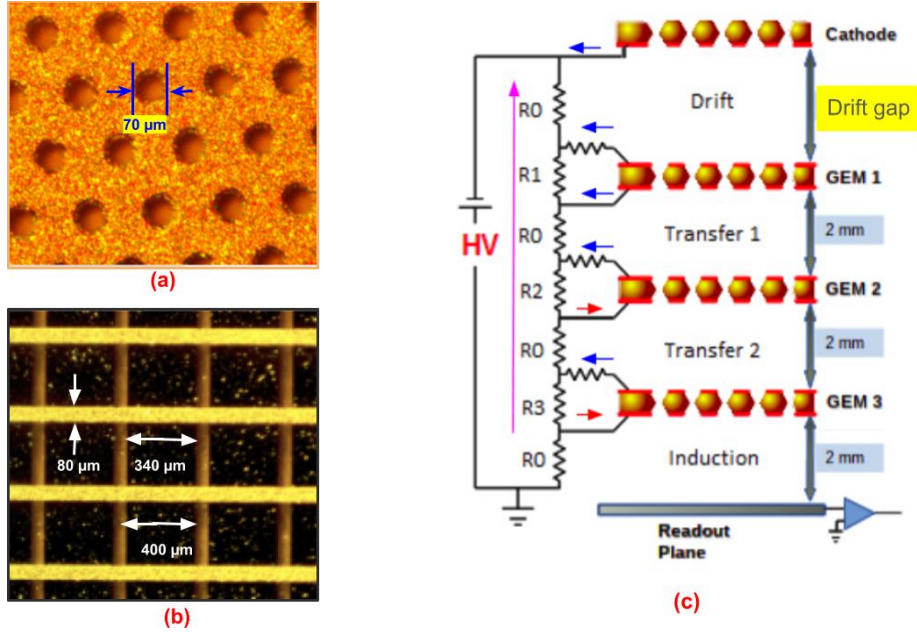 70 µm
(a)
80 µm
340 µm
400 µm
(b)
Cathode
R0
Drift
Drift gap
R1
GEM 1
HV
R0
Transfer 1
2 mm
R2
GEM 2
R0
Transfer 2
2 mm
R3
GEM 3
R0
Induction
2 mm
Readout
Plane
(c)